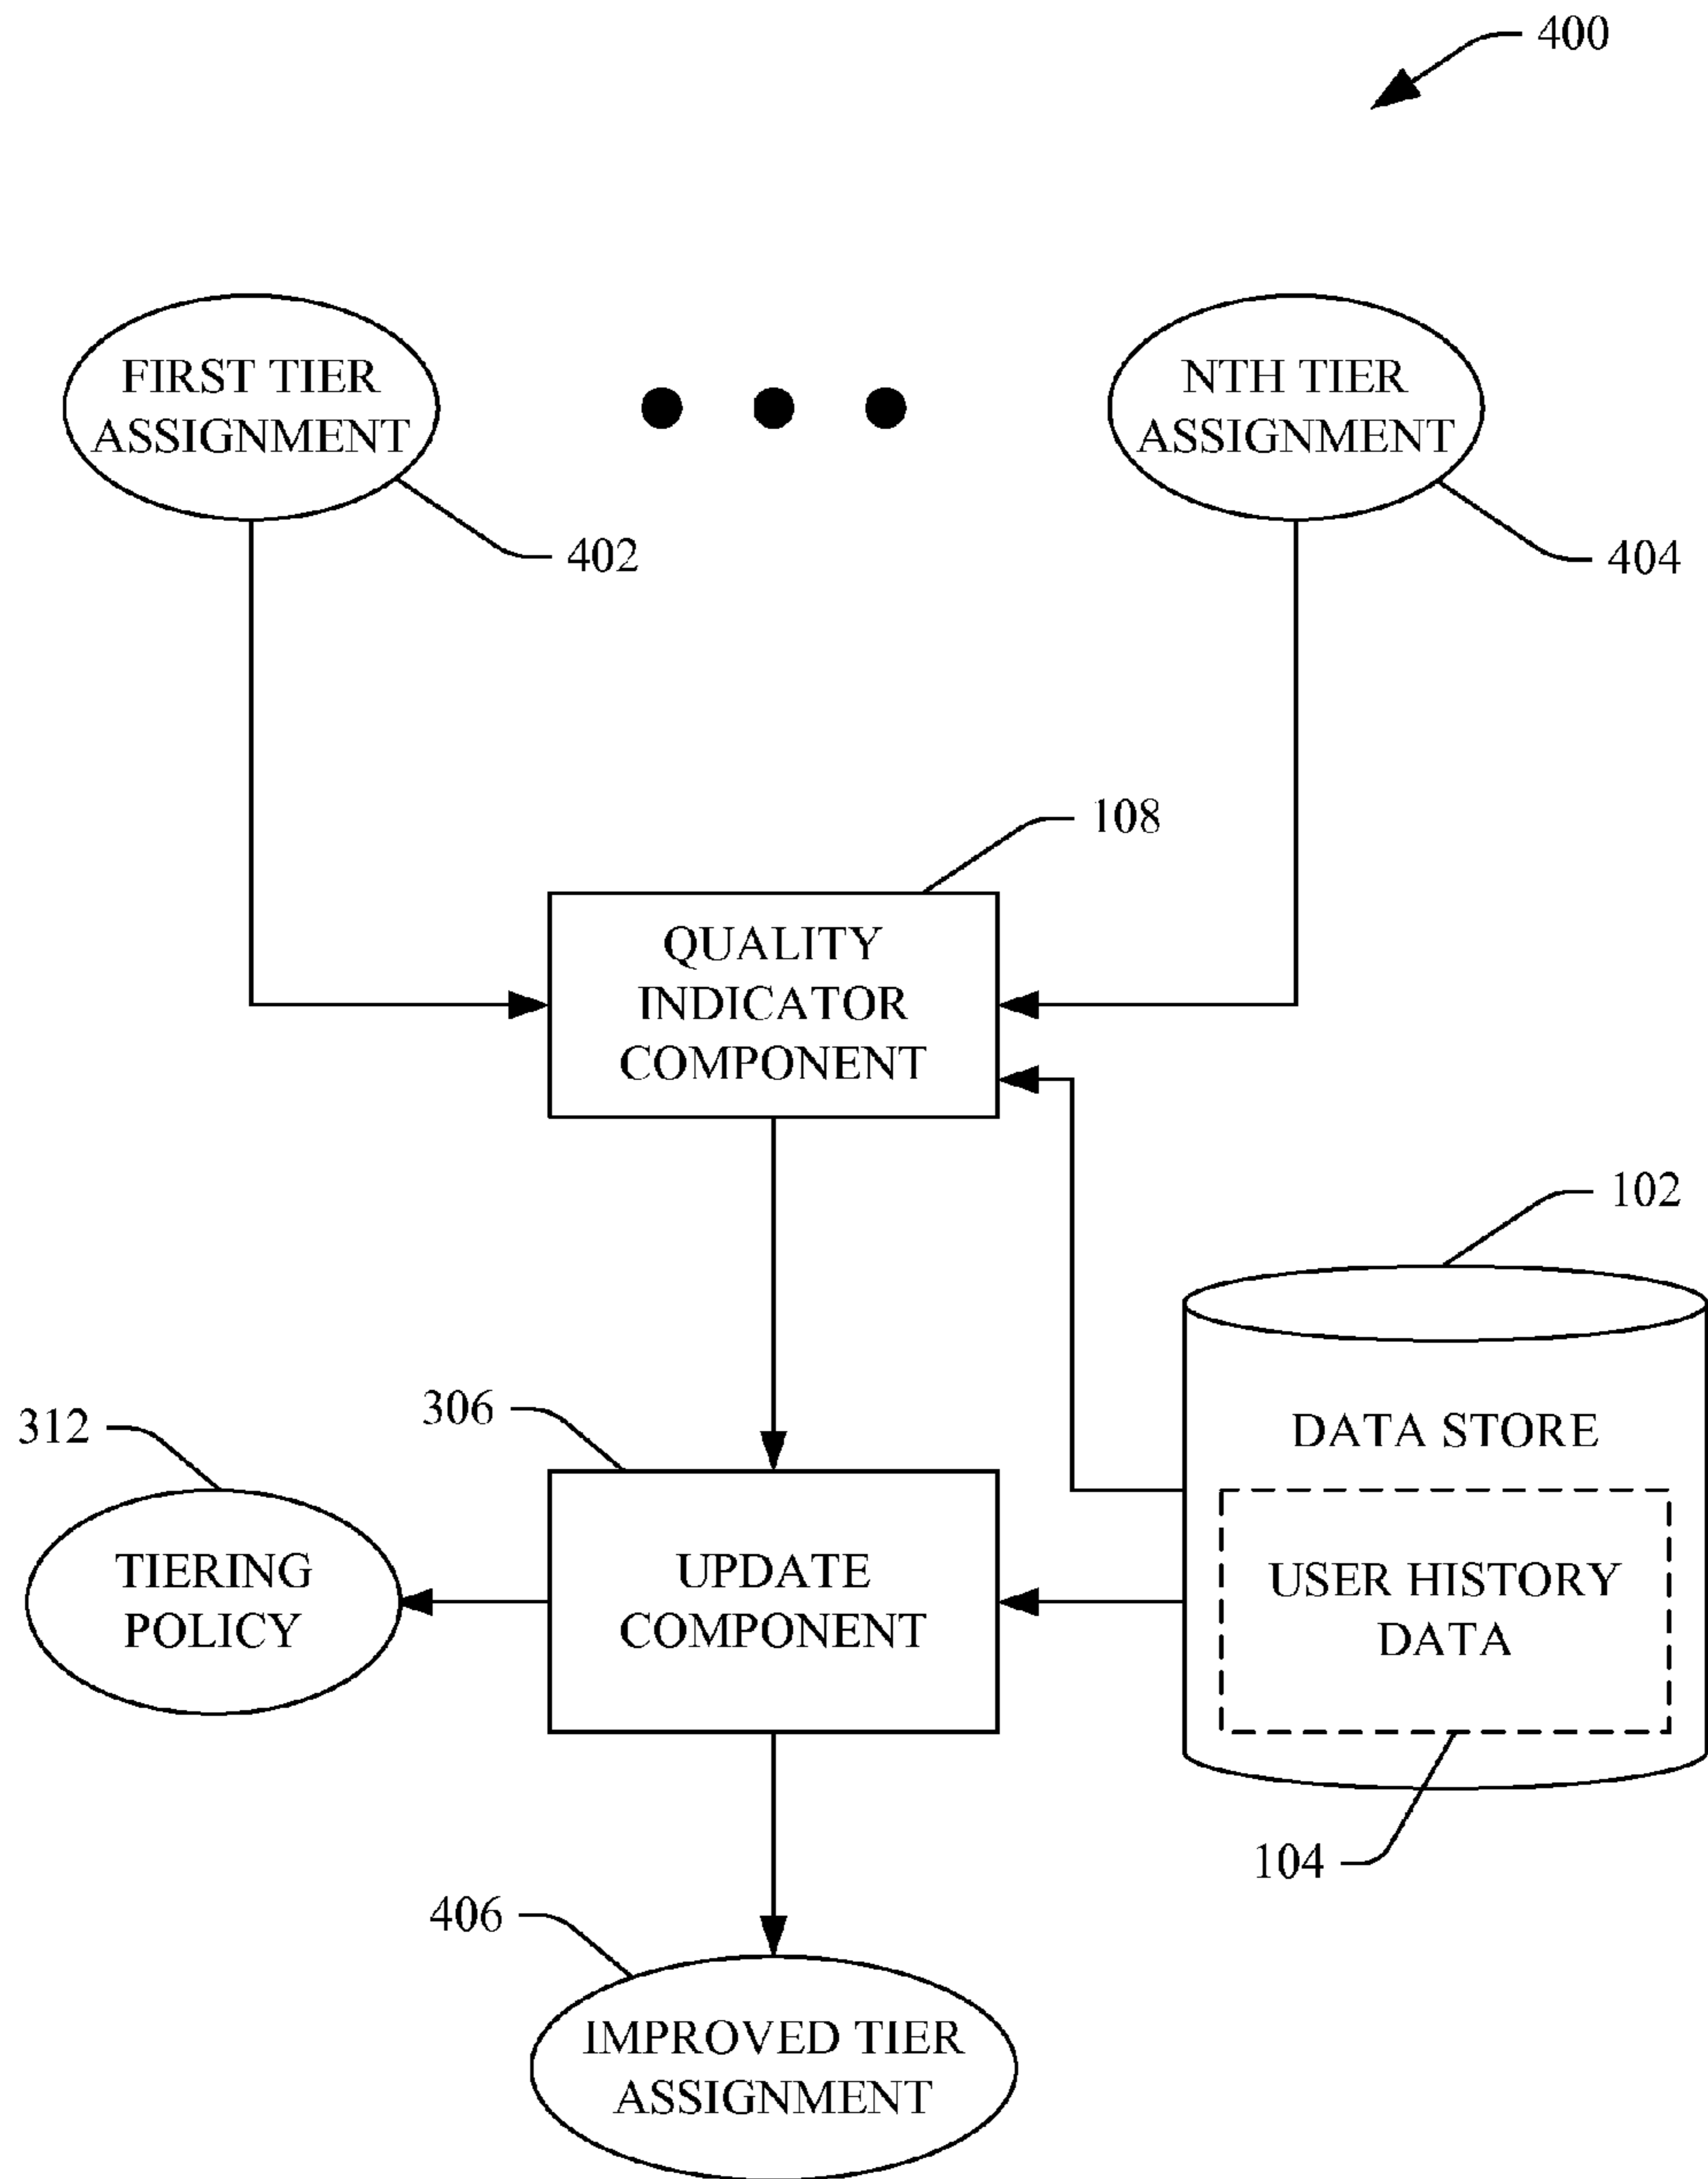 400
FIRST TIER
ASSIGNMENT
NTH TIER
ASSIGNMENT
402
404
108
QUALITY
INDICATOR
COMPONENT
102
306
312
DATA STORE
TIERING
POLICY
UPDATE
COMPONENT
USER HISTORY
DATA
104
406
IMPROVED TIER
ASSIGNMENT